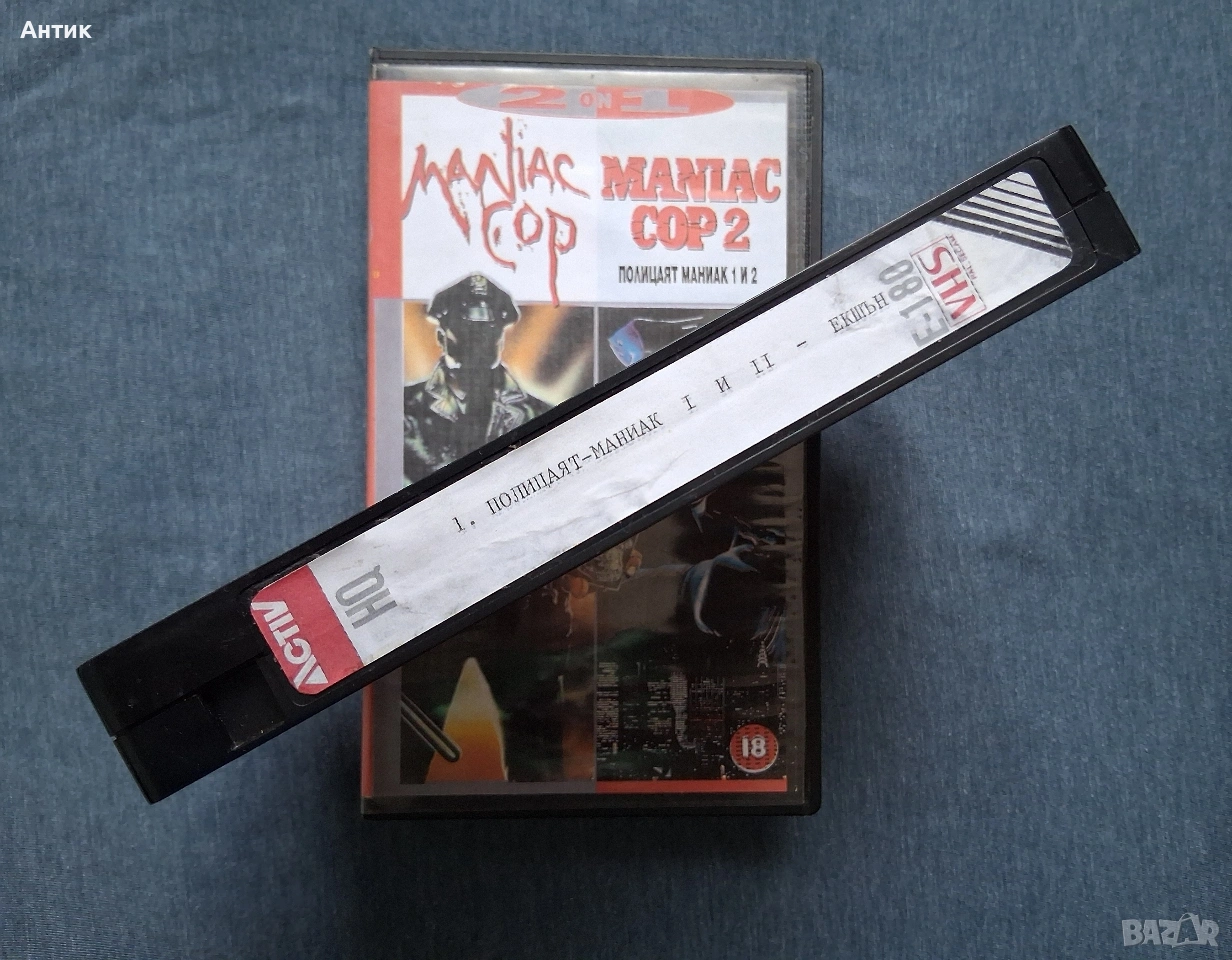 Антик
2 ON 1
MANIAC
COP
MANIAC
COP 2
ПОЛИЦАЯТ МАНИАК 1 И 2
1. ПОЛИЦАЯТ-МАНИАК I И II - ЕКШЪН
ACTIV
HQ
E-180
VHS
18
BAZAR